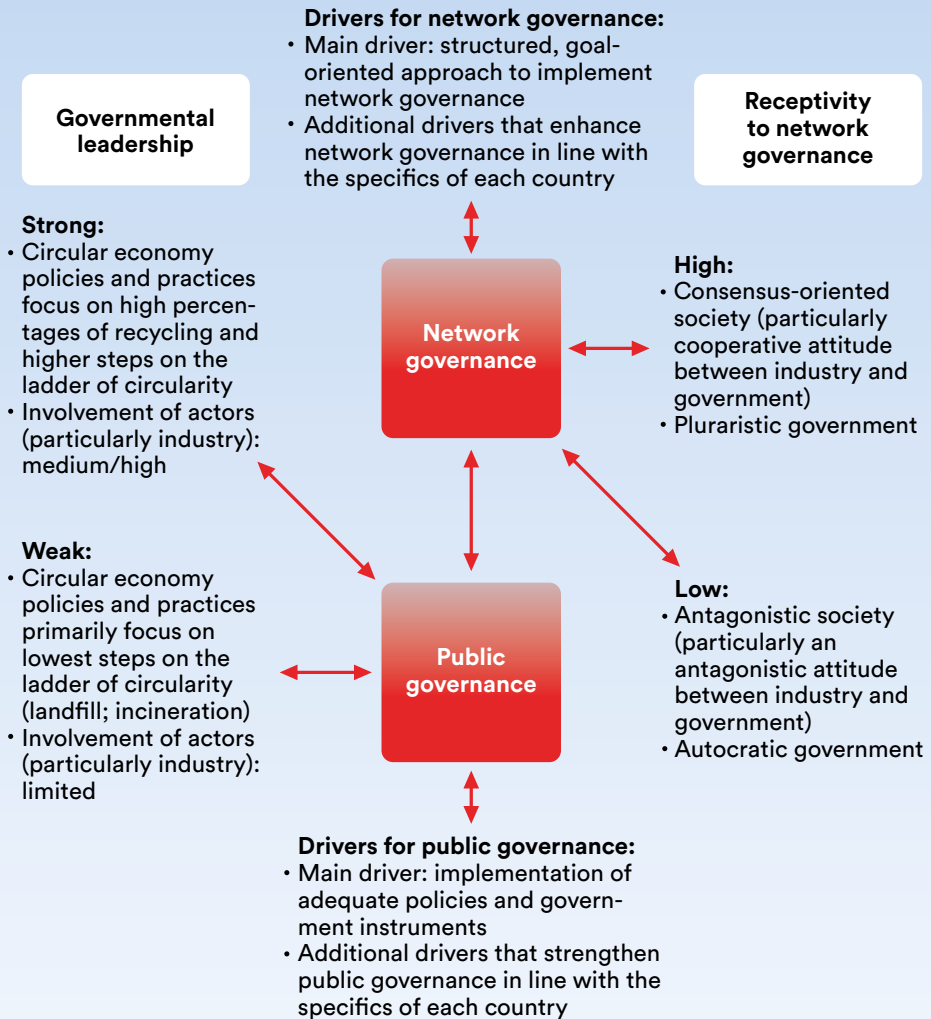 Drivers for network governance:
• Main driver: structured, goal-
oriented approach to implement
network governance
• Additional drivers that enhance
network governance in line with
the specifics of each country
Governmental
leadership
Receptivity
to network
governance
Strong:
• Circular economy
policies and practices
focus on high percen-
tages of recycling and
higher steps on the
ladder of circularity
• Involvement of actors
(particularly industry):
medium/high
Network
governance
High:
• Consensus-oriented
society (particularly
cooperative attitude
between industry and
government)
• Pluraristic government
Weak:
• Circular economy
policies and practices
primarily focus on
lowest steps on the
ladder of circularity
(landfill; incineration)
• Involvement of actors
(particularly industry):
limited
Public
governance
Low:
• Antagonistic society
(particularly an
antagonistic attitude
between industry and
government)
• Autocratic government
Drivers for public governance:
• Main driver: implementation of
adequate policies and govern-
ment instruments
• Additional drivers that strengthen
public governance in line with the
specifics of each country